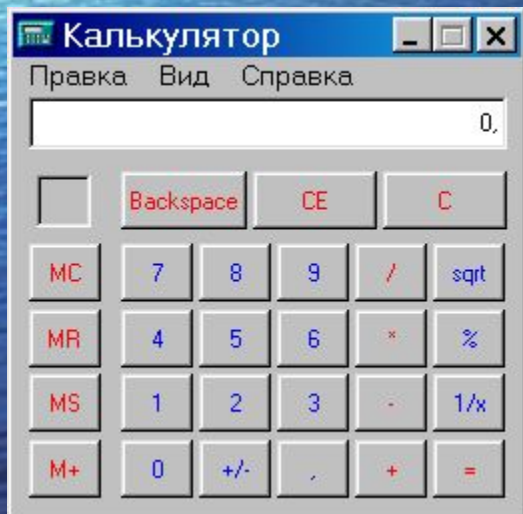 Калькулятор
Правка Вид Справка
0,
Backspace CE C
MC 7 8 9 / sqrt
MR 4 5 6 * %
MS 1 2 3 - 1/x
M+ 0 +/- , + =